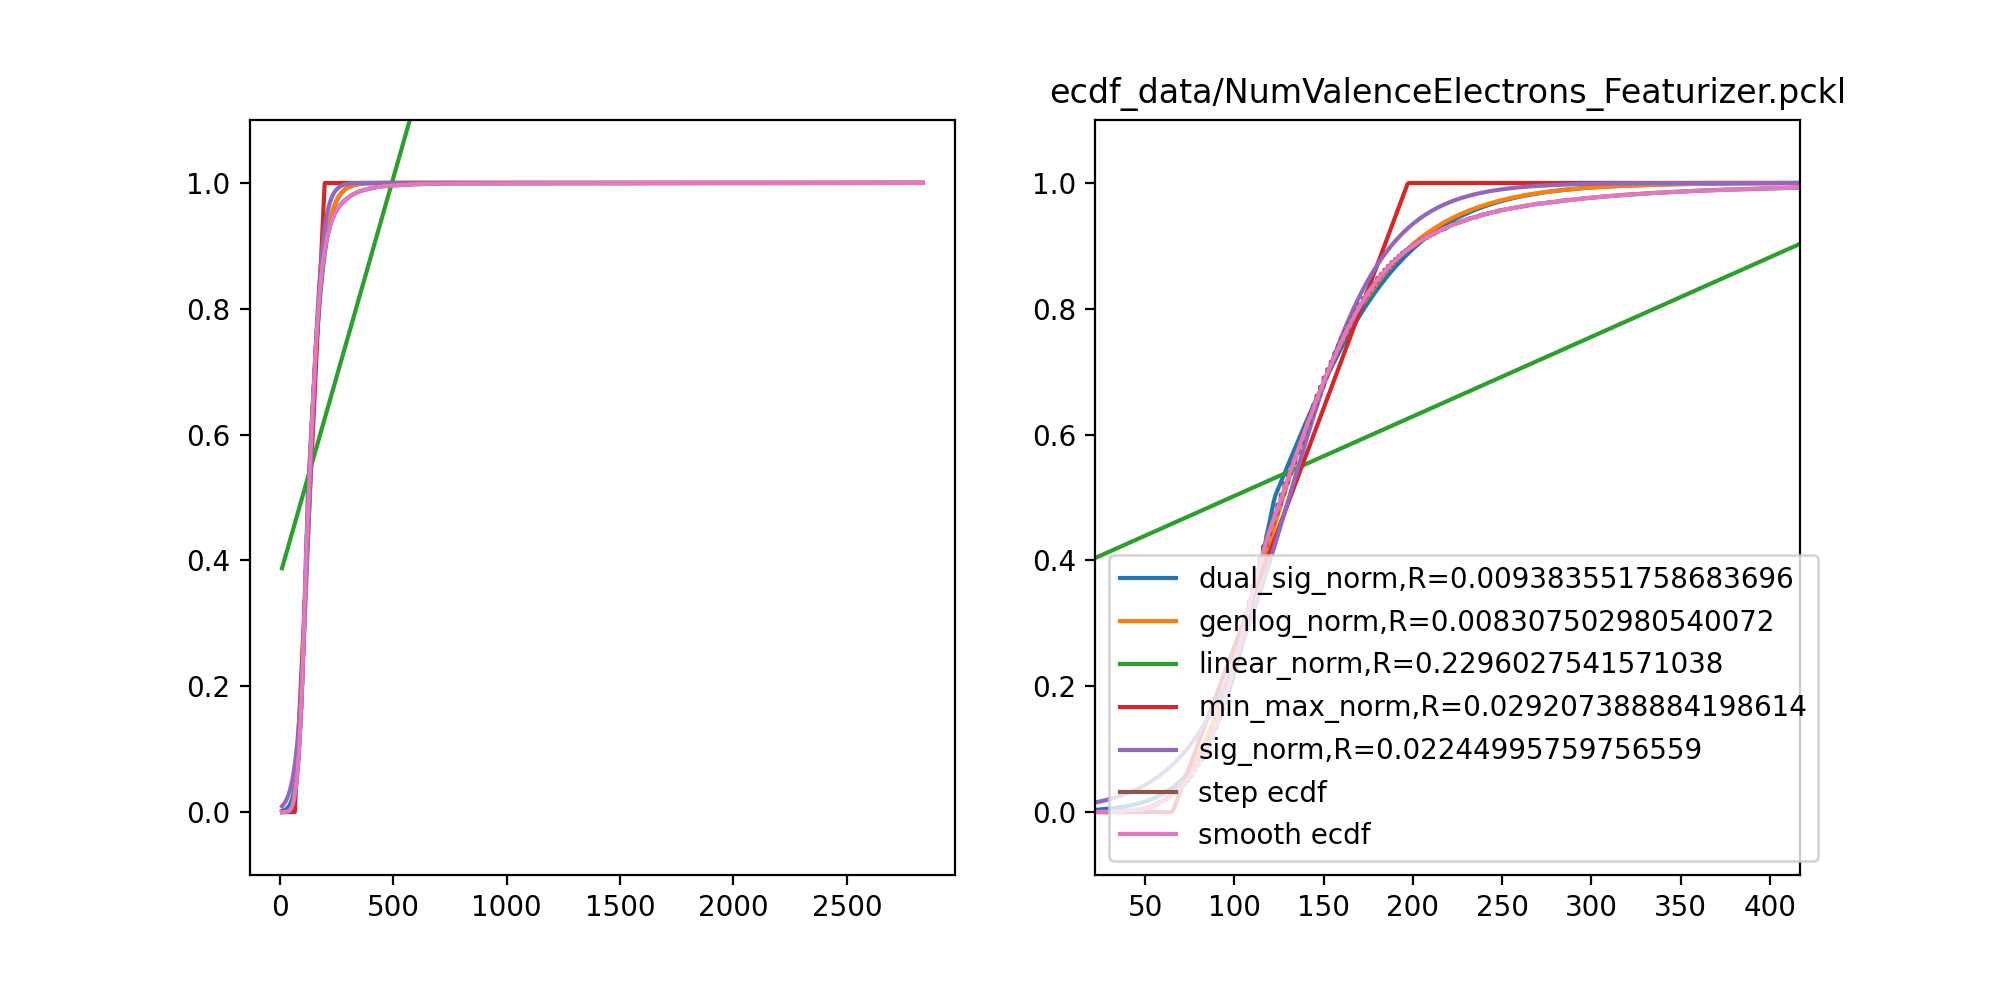 ecdf_data/NumValenceElectrons_Featurizer.pckl
1.0
0.8
0.6
0.4
0.2
0.0
0 500 1000 1500 2000 2500
1.0
0.8
0.6
0.4
0.2
0.0
dual_sig_norm,R=0.009383551758683696
genlog_norm,R=0.008307502980540072
linear_norm,R=0.2296027541571038
min_max_norm,R=0.029207388884198614
sig_norm,R=0.02244995759756559
step ecdf
smooth ecdf
50 100 150 200 250 300 350 400